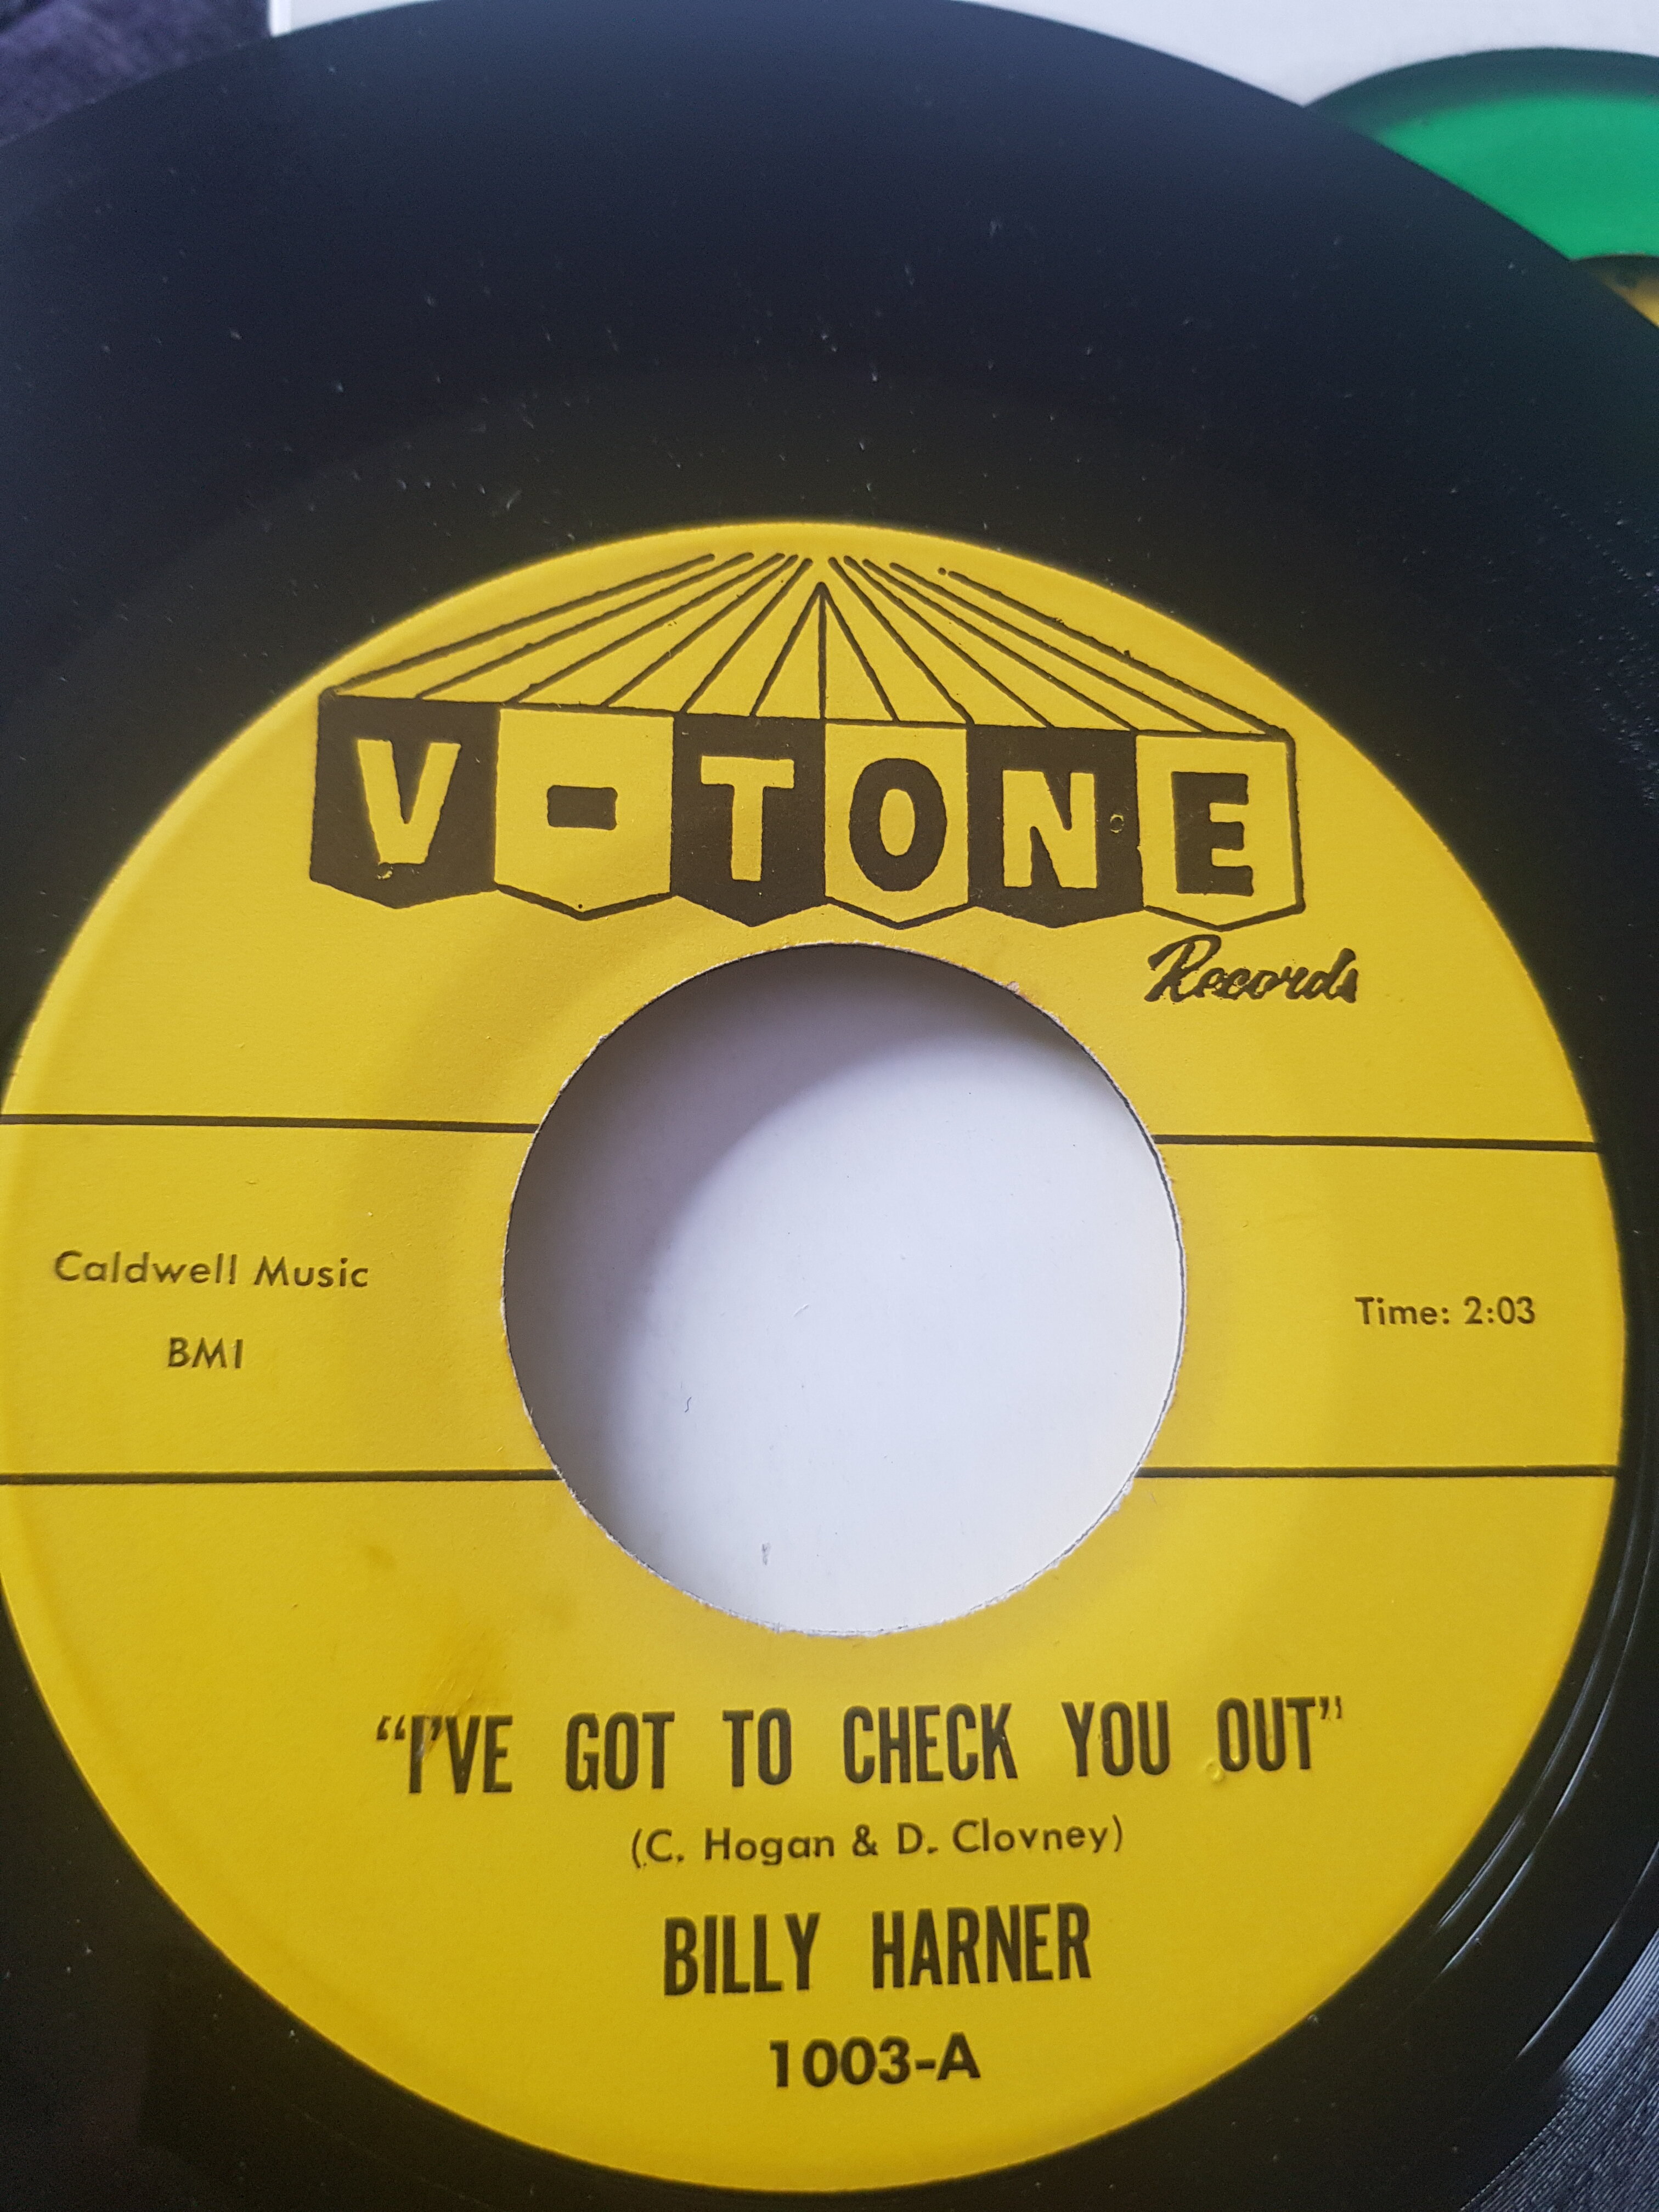 V-TONE
Records
Caldwell Music
BMI
Time: 2:03
“I'VE GOT TO CHECK YOU OUT”
(C. Hogan & D. Clovney)
BILLY HARNER
1003-A